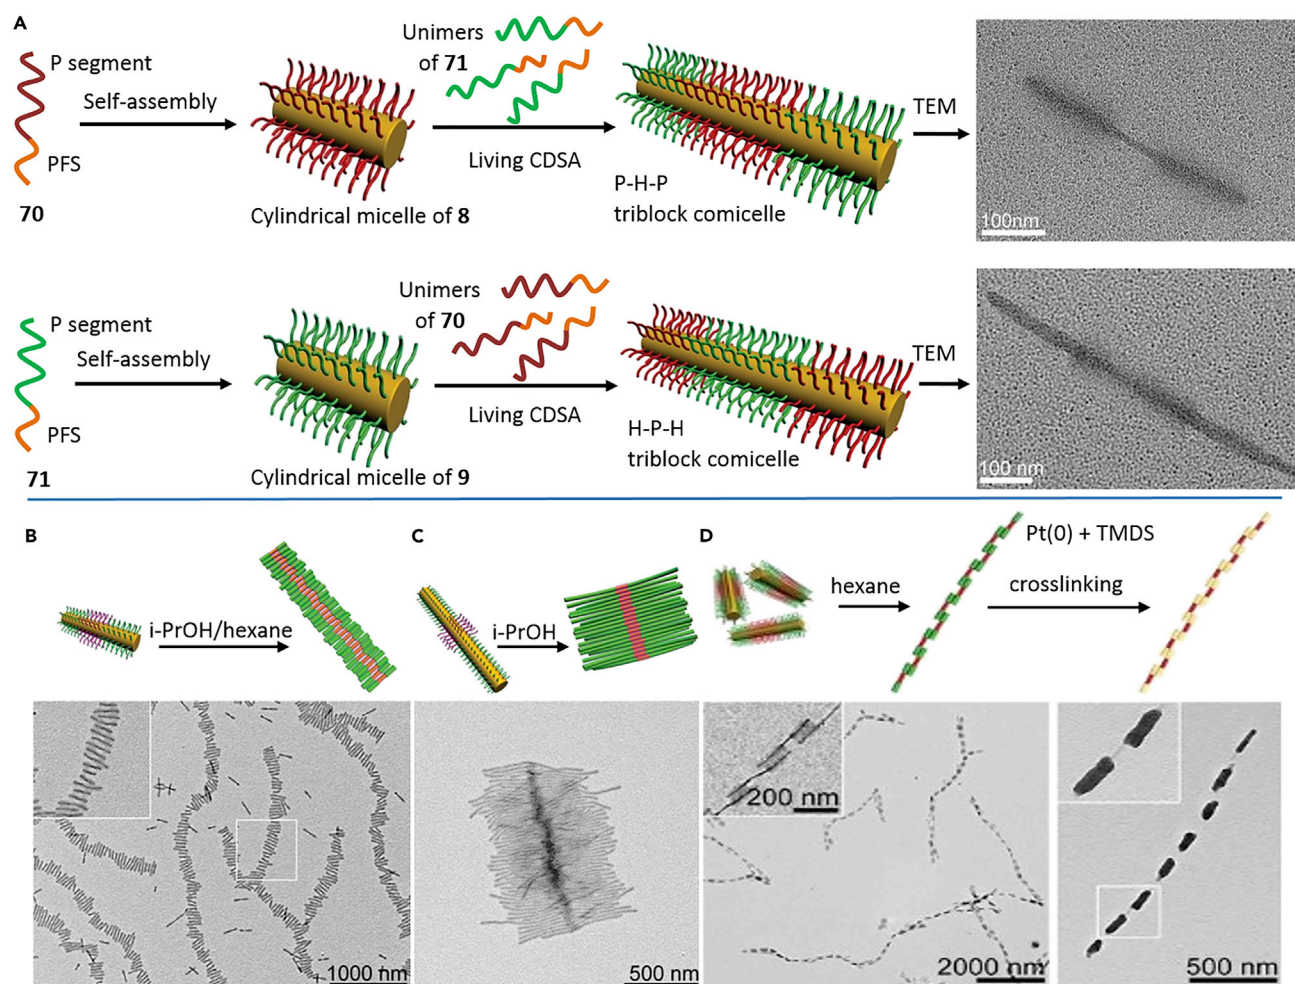 A
P segment
Self-assembly
PFS
70
Cylindrical micelle of 8
Unimers
of 71
Living CDSA
P-H-P
triblock comicelle
TEM
100nm
P segment
Self-assembly
PFS
71
Cylindrical micelle of 9
Unimers
of 70
Living CDSA
H-P-H
triblock comicelle
TEM
100 nm
B
i-PrOH/hexane
1000 nm
C
i-PrOH
500 nm
D
hexane
Pt(0) + TMDS
crosslinking
200 nm
2000 nm
500 nm